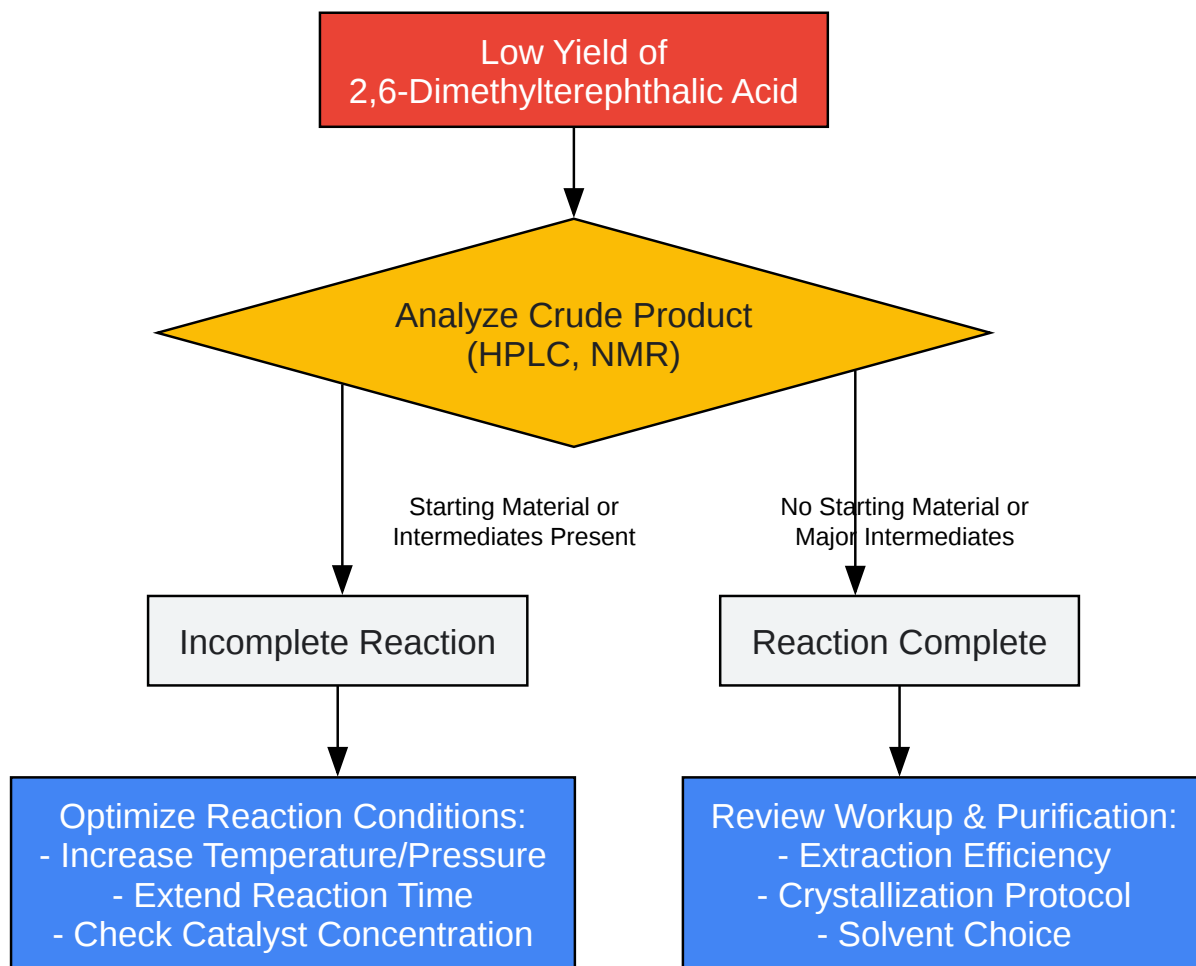 Low Yield of
2,6-Dimethylterephthalic Acid
Analyze Crude Product
(HPLC, NMR)
Starting Material or
Intermediates Present
No Starting Material or
Major Intermediates
Incomplete Reaction
Reaction Complete
Optimize Reaction Conditions:
- Increase Temperature/Pressure
- Extend Reaction Time
- Check Catalyst Concentration
Review Workup & Purification:
- Extraction Efficiency
- Crystallization Protocol
- Solvent Choice